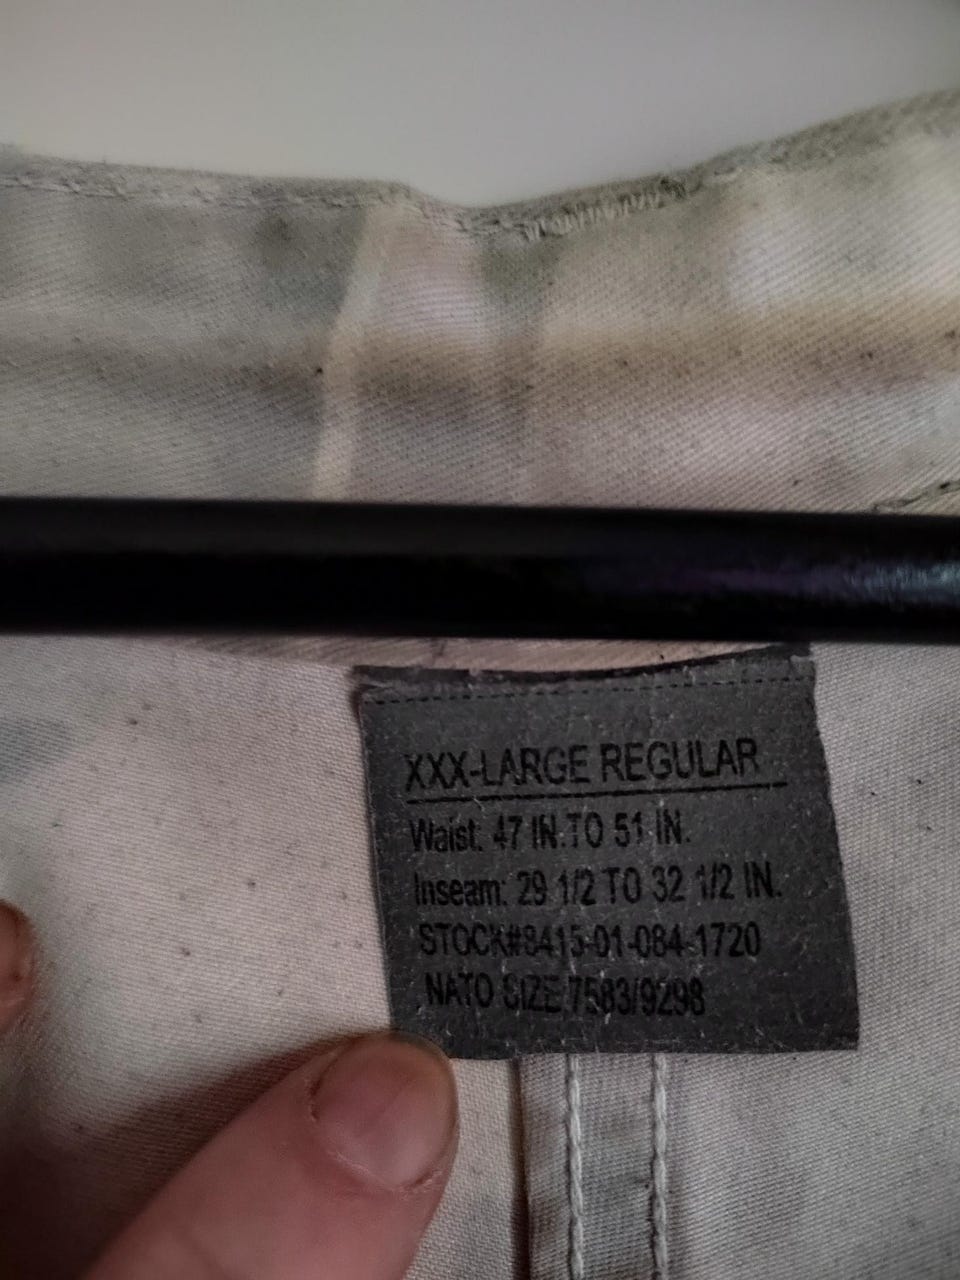 XXX-LARGE REGULAR
Waist: 47 IN.TO 51 IN.
Inseam: 29 1/2 TO 32 1/2 IN.
STOCK#8415-01-084-1720
NATO SIZE 7583/9298